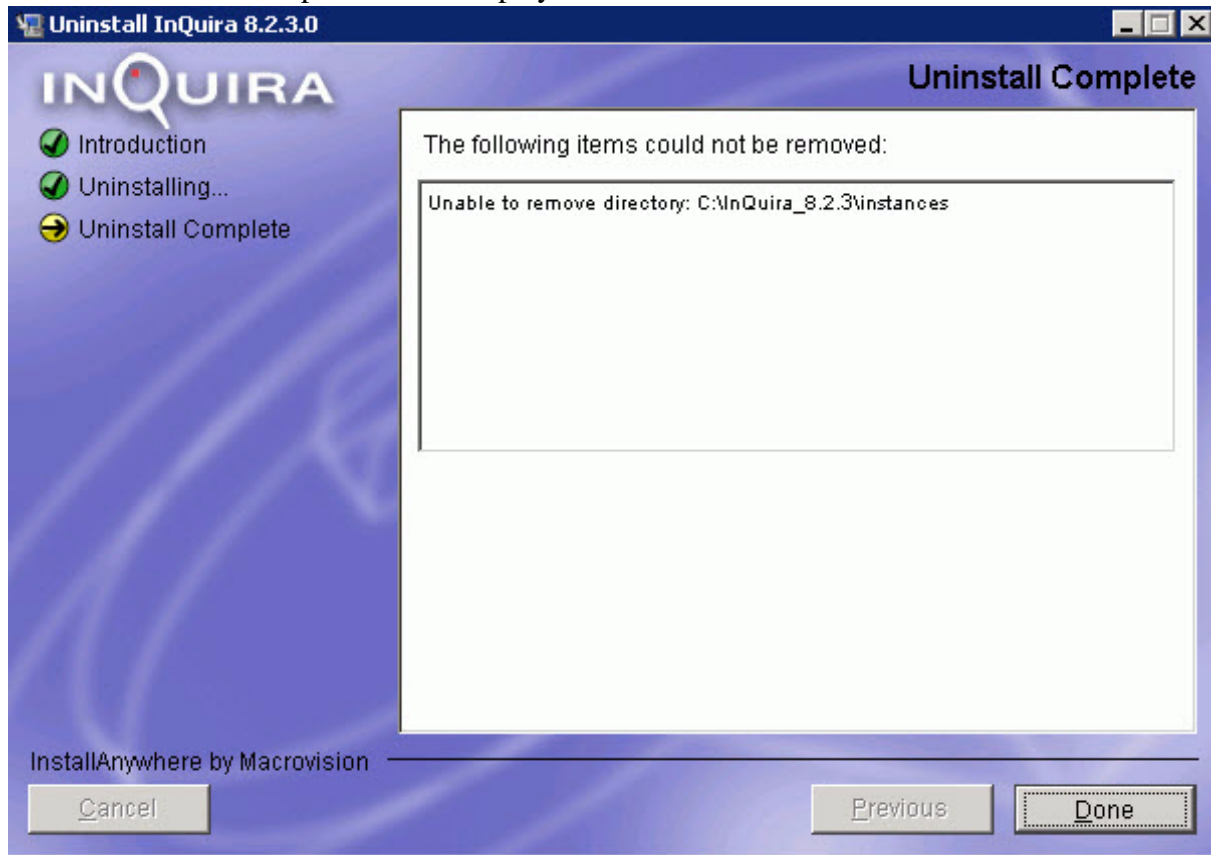 Uninstall InQuira 8.2.3.0
INQUIRA
Uninstall Complete
Introduction
Uninstalling...
Uninstall Complete
The following items could not be removed:
Unable to remove directory: C:\InQuira_8.2.3\instances
InstallAnywhere by Macrovision
Cancel
Previous
Done